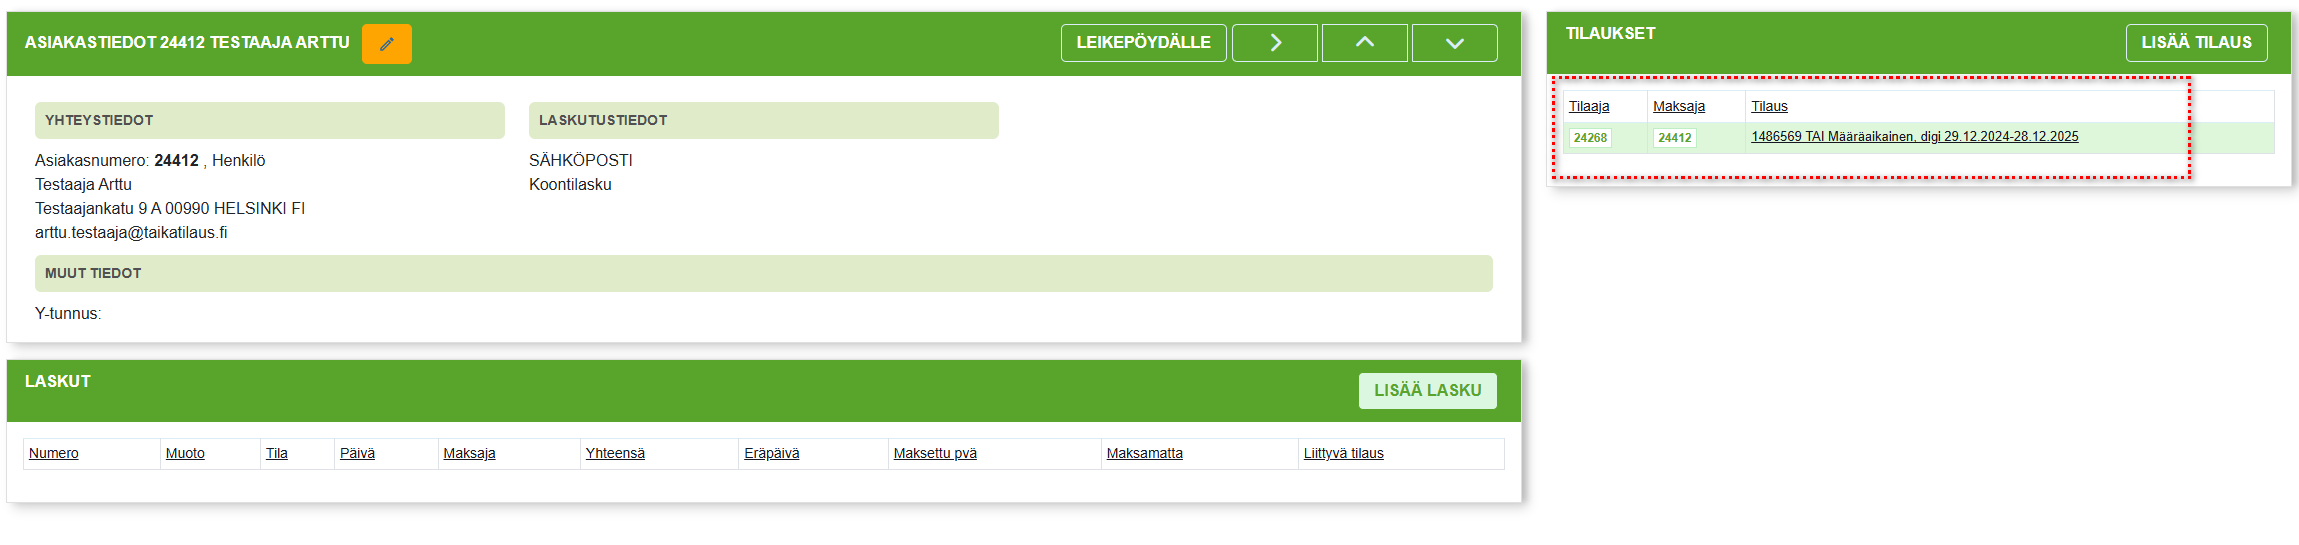 ASIAKASTIEDOT 24412 TESTAAJA ARTTU
LEIKEPÖYDÄLLE
YHTEYSTIEDOT
Asiakasnumero: 24412 , Henkilö
Testaaja Arttu
Testaajankatu 9 A 00990 HELSINKI FI
arttu.testaaja@taikatilaus.fi
LASKUTUSTIEDOT
SÄHKÖPOSTI
Koontilasku
MUUT TIEDOT
Y-tunnus:
LASKUT
LISÄÄ LASKU
Numero Muoto Tila Päivä Maksaja Yhteensä Eräpäivä Maksettu pvä Maksamatta Liittyvä tilaus
TILAUKSET
LISÄÄ TILAUS
Tilaaja Maksaja Tilaus
24268 24412 1486569 TAI Määräaikainen, digi 29.12.2024-28.12.2025